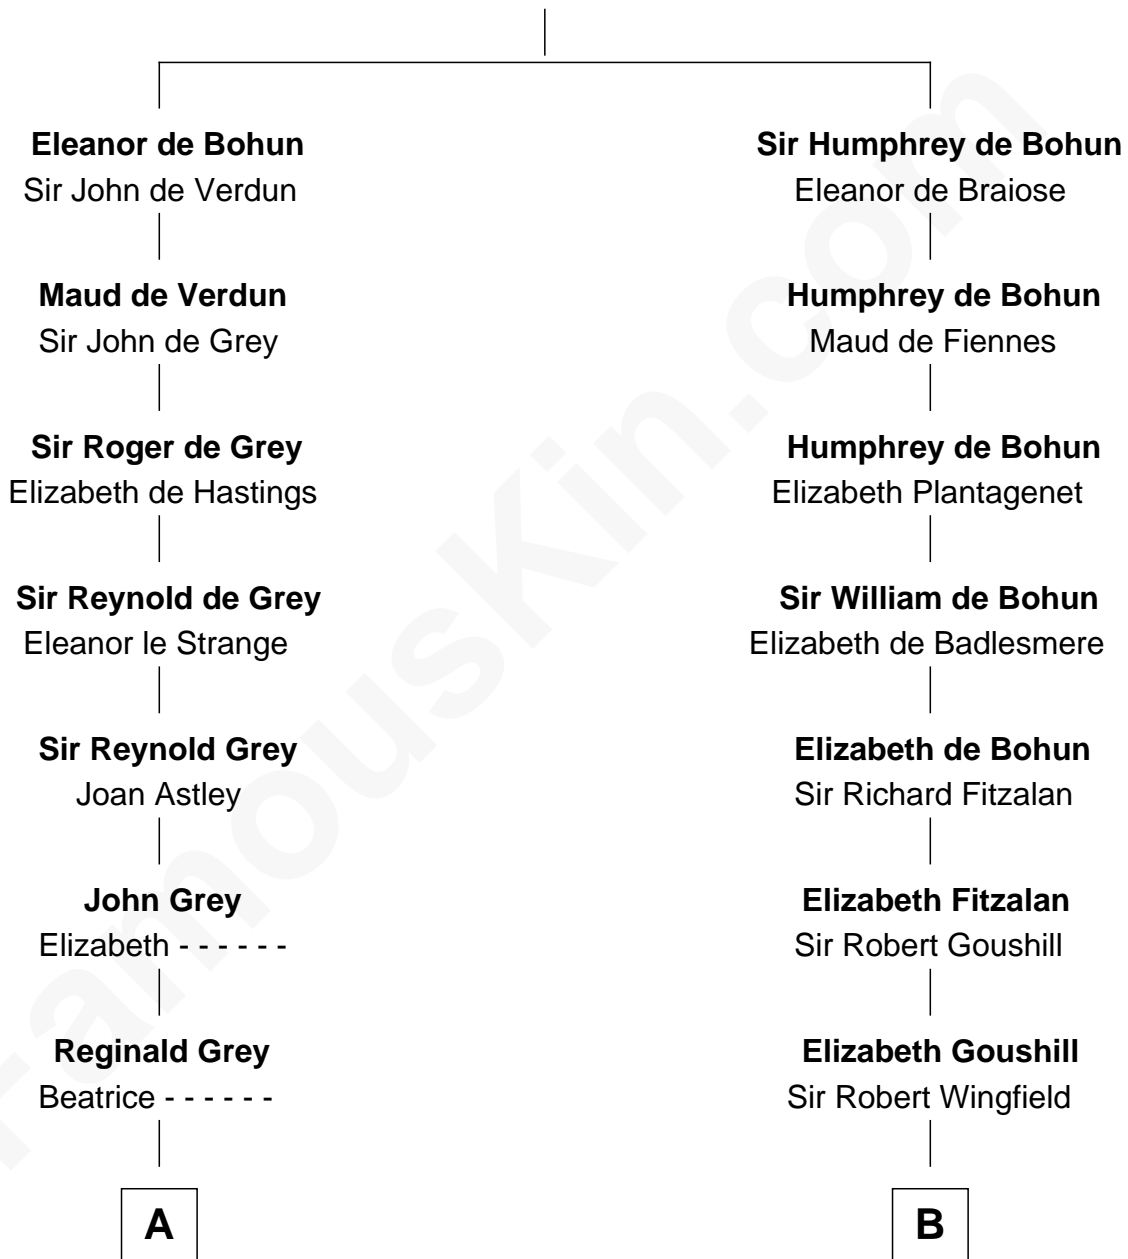 Eleanor de Bohun
Sir John de Verdun
Maud de Verdun
Sir John de Grey
Sir Roger de Grey
Elizabeth de Hastings
Sir Reynold de Grey
Eleanor le Strange
Sir Reynold Grey
Joan Astley
John Grey
Elizabeth - - - - - -
Reginald Grey
Beatrice - - - - - -
A
Sir Humphrey de Bohun
Eleanor de Braiose
Humphrey de Bohun
Maud de Fiennes
Humphrey de Bohun
Elizabeth Plantagenet
Sir William de Bohun
Elizabeth de Badlesmere
Elizabeth de Bohun
Sir Richard Fitzalan
Elizabeth Fitzalan
Sir Robert Goushill
Elizabeth Goushill
Sir Robert Wingfield
B
FamousKin.com